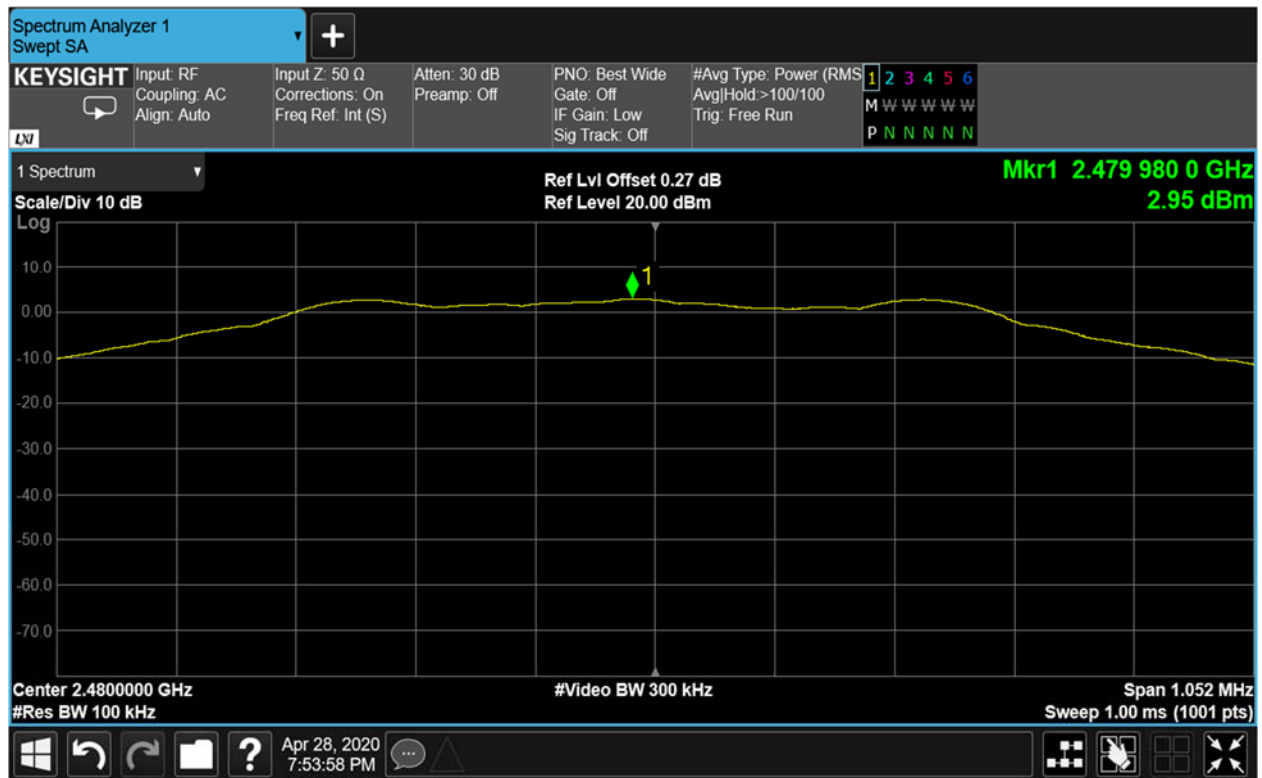 Spectrum Analyzer 1
Swept SA
+
KEYSIGHT
LXI
Input: RF
Coupling: AC
Align: Auto
Input Z: 50 Ω
Corrections: On
Freq Ref: Int (S)
Atten: 30 dB
Preamp: Off
PNO: Best Wide
Gate: Off
IF Gain: Low
Sig Track: Off
#Avg Type: Power (RMS
Avg|Hold:>100/100
Trig: Free Run
1 2 3 4 5 6
M W W W W W
P N N N N N
1 Spectrum
Scale/Div 10 dB
Log
Ref Lvl Offset 0.27 dB
Ref Level 20.00 dBm
Mkr1 2.479 980 0 GHz
2.95 dBm
1
10.0
0.00
-10.0
-20.0
-30.0
-40.0
-50.0
-60.0
-70.0
Center 2.4800000 GHz
#Res BW 100 kHz
#Video BW 300 kHz
Span 1.052 MHz
Sweep 1.00 ms (1001 pts)
?
Apr 28, 2020
7:53:58 PM